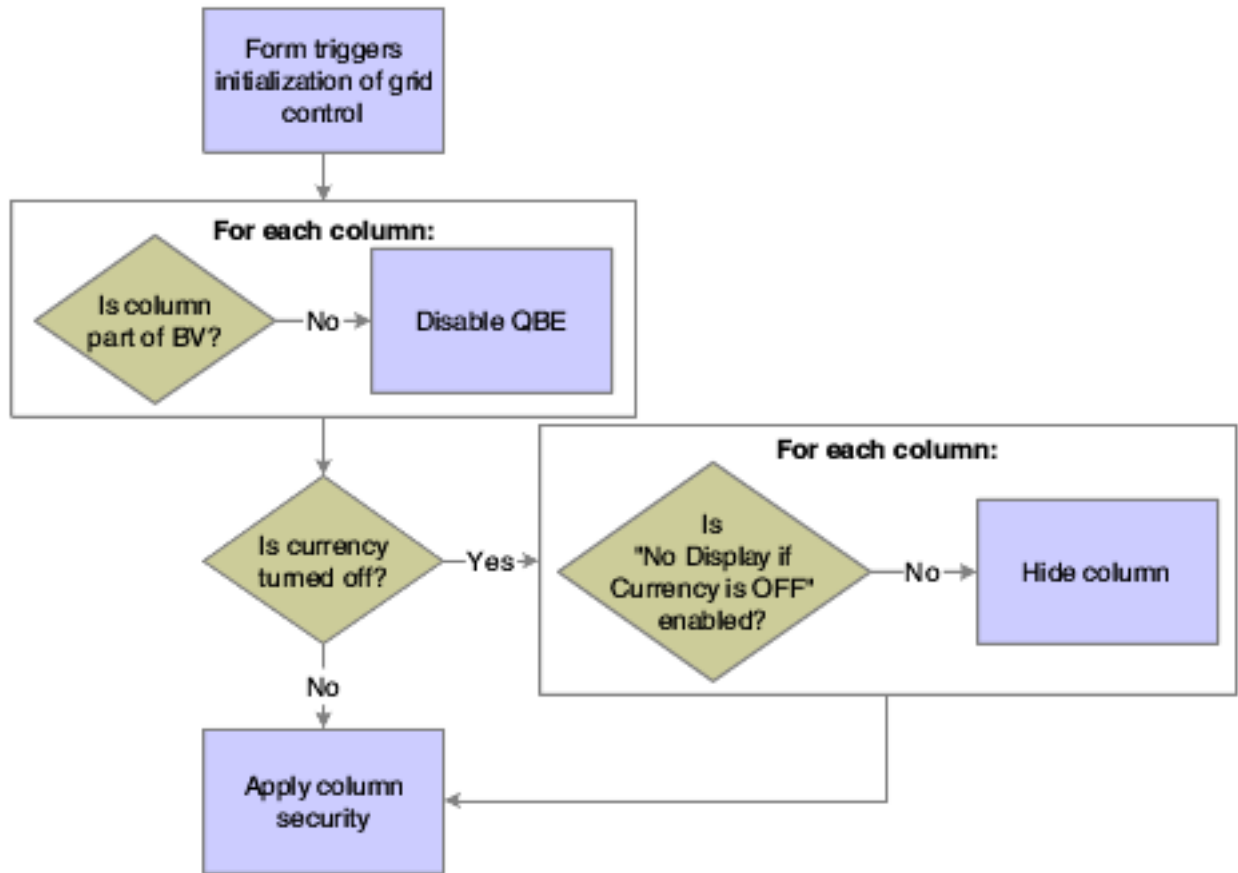 Form triggers
initialization of grid
control
For each column:
Is column
part of BV?
No
Disable QBE
Is currency
turned off?
Yes
For each column:
Is
"No Display if
Currency is OFF"
enabled?
No
Hide column
No
Apply column
security